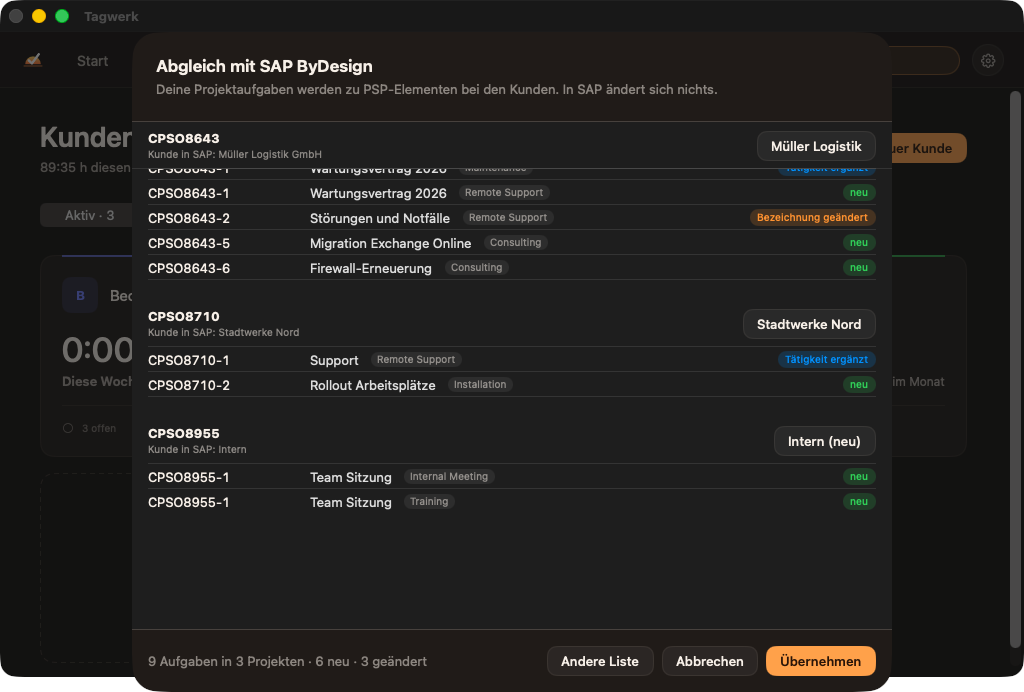 Tagwerk
Start
Abgleich mit SAP ByDesign
Deine Projektaufgaben werden zu PSP-Elementen bei den Kunden. In SAP ändert sich nichts.
Kunden
89:35 h diesen
uer Kunde
Aktiv · 3
CPSO8643
Kunde in SAP: Müller Logistik GmbH
Müller Logistik
CPSO8643-1 Wartungsvertrag 2026 Maintenance Tätigkeit ergänzt
CPSO8643-1 Wartungsvertrag 2026 Remote Support neu
CPSO8643-2 Störungen und Notfälle Remote Support Bezeichnung geändert
CPSO8643-5 Migration Exchange Online Consulting neu
CPSO8643-6 Firewall-Erneuerung Consulting neu
B Bec
0:00
Diese Woch
im Monat
3 offen
CPSO8710
Kunde in SAP: Stadtwerke Nord
Stadtwerke Nord
CPSO8710-1 Support Remote Support Tätigkeit ergänzt
CPSO8710-2 Rollout Arbeitsplätze Installation neu
CPSO8955
Kunde in SAP: Intern
Intern (neu)
CPSO8955-1 Team Sitzung Internal Meeting neu
CPSO8955-1 Team Sitzung Training neu
9 Aufgaben in 3 Projekten · 6 neu · 3 geändert
Andere Liste
Abbrechen
Übernehmen